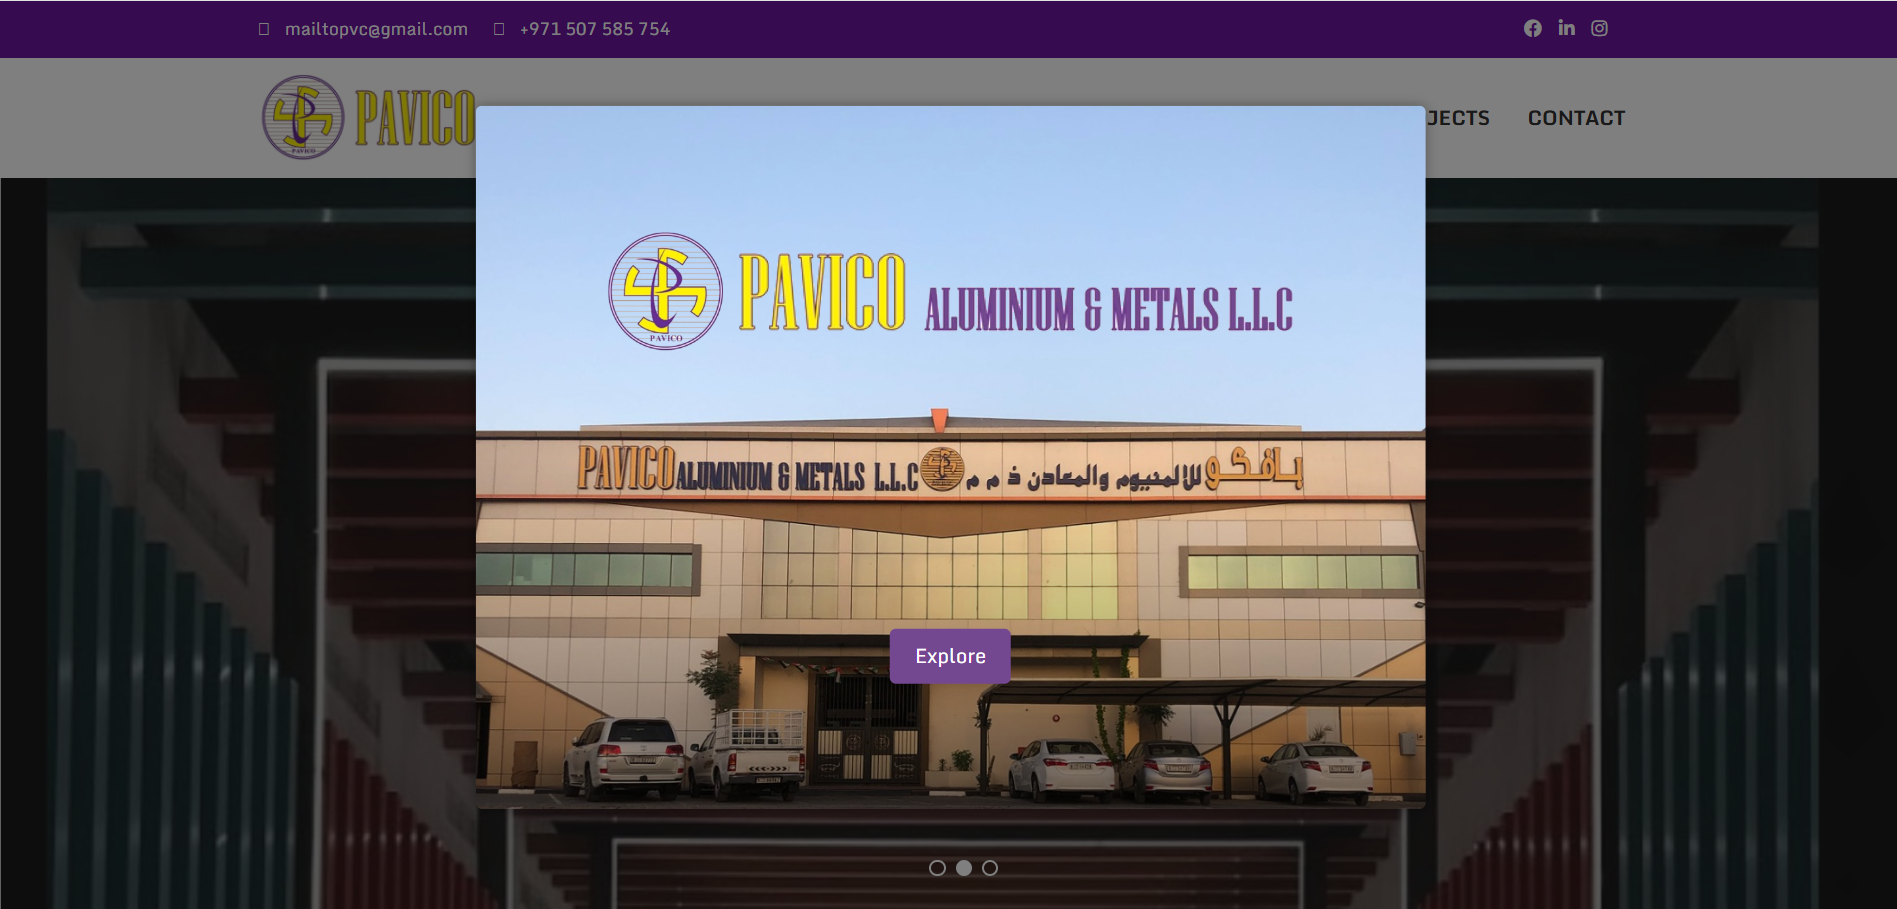 mailtopvc@gmail.com +971 507 585 754
PAVICO
JECTS CONTACT
PAVICO ALUMINIUM & METALS L.L.C
PAVICO
PAVICO ALUMINIUM & METALS L.L.C بافكو للألمنيوم والمعادن ذ م م
Explore